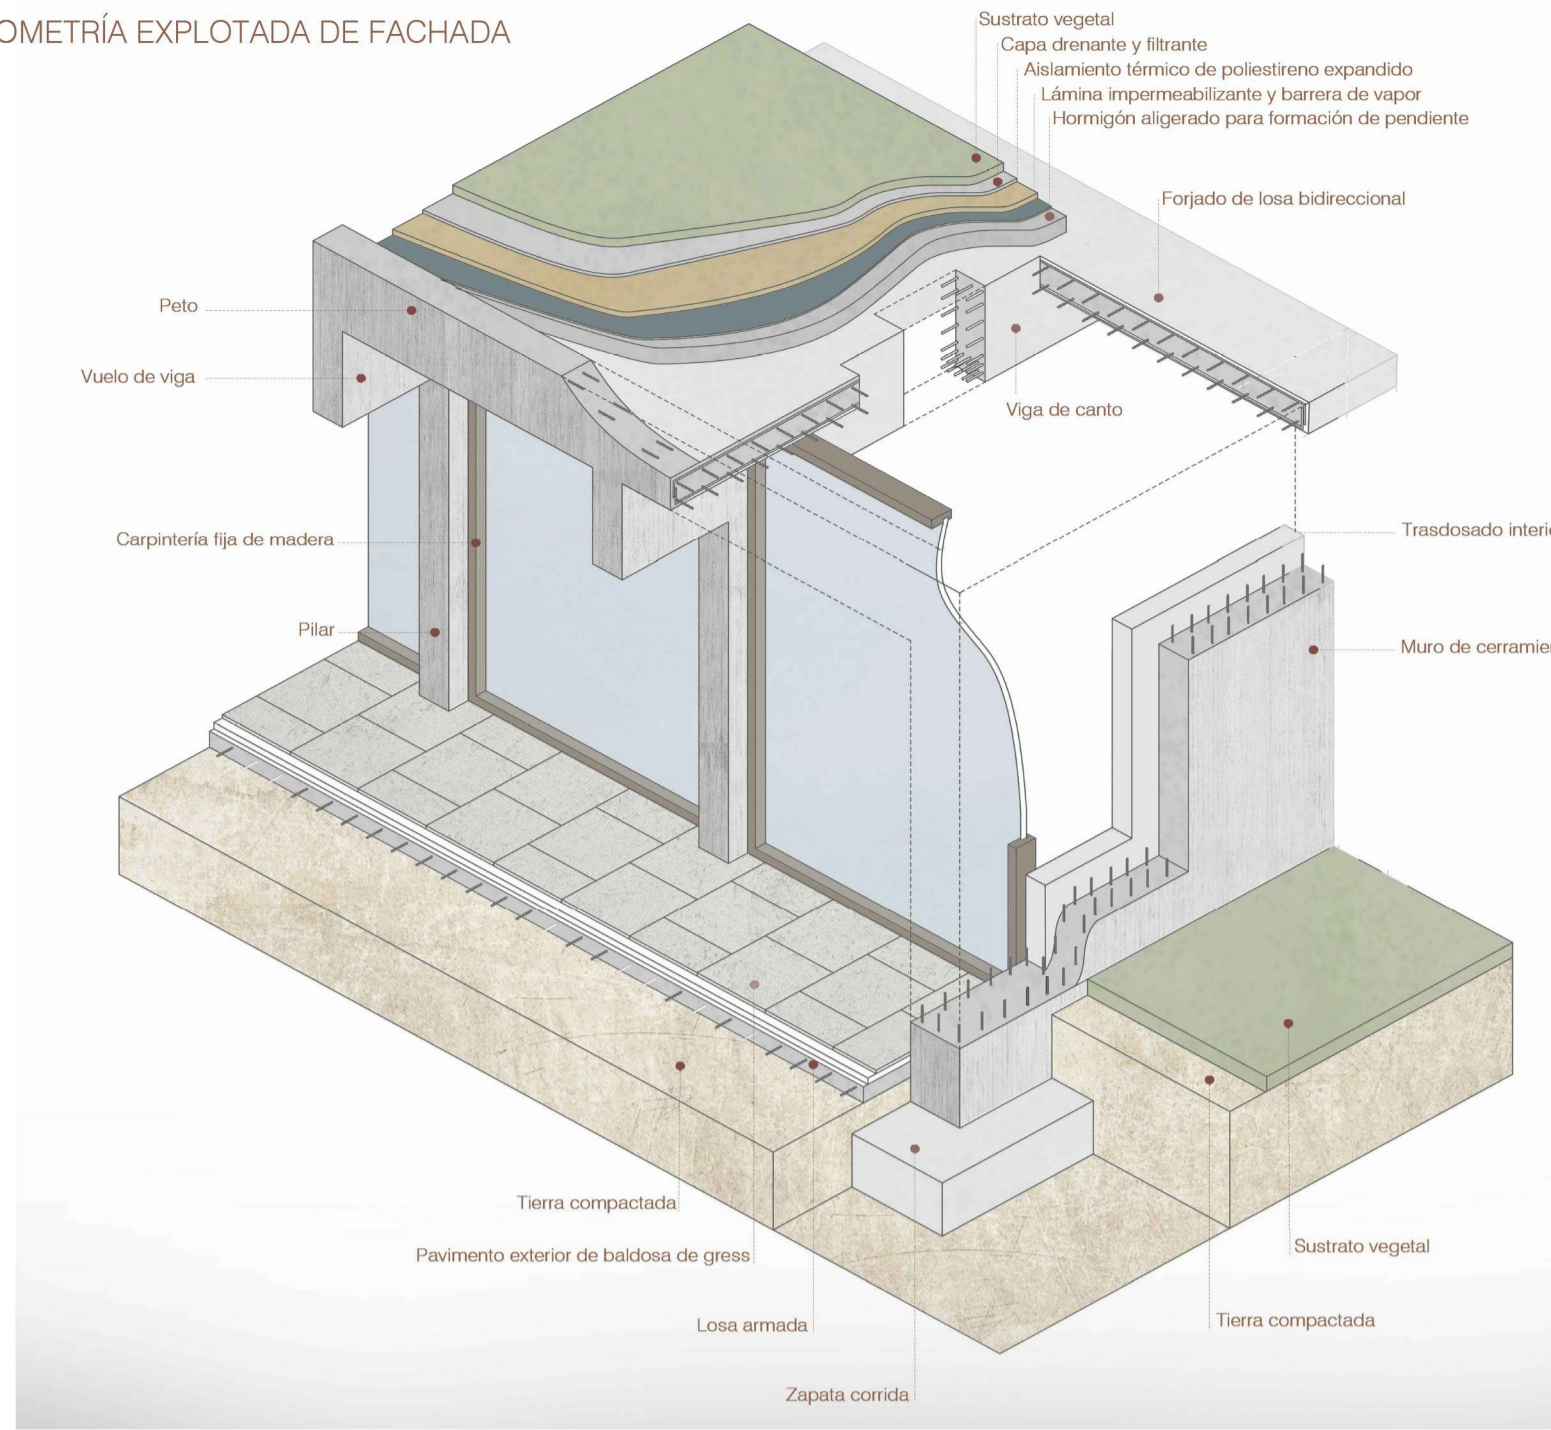 OMETRÍA EXPLOTADA DE FACHADA
Sustrato vegetal
Capa drenante y filtrante
Aislamiento térmico de poliestireno expandido
Lámina impermeabilizante y barrera de vapor
Hormigón aligerado para formación de pendiente
Forjado de losa bidireccional
Peto
Vuelo de viga
Viga de canto
Carpintería fija de madera
Trasdosado interi
Pilar
Muro de cerramie
Tierra compactada
Pavimento exterior de baldosa de gress
Sustrato vegetal
Losa armada
Tierra compactada
Zapata corrida